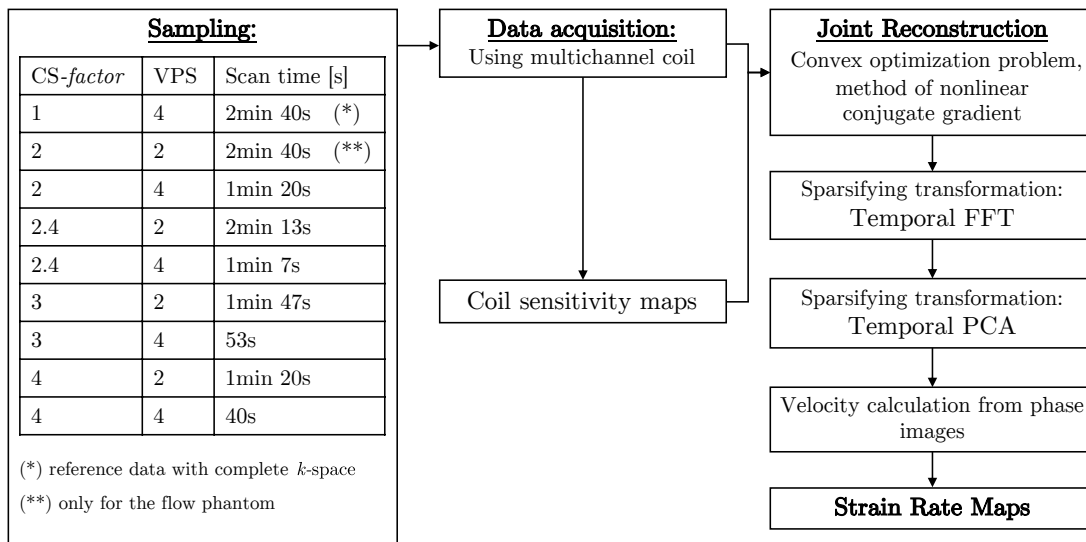 Sampling:
CS-factor VPS Scan time [s]
1 4 2min 40s (*)
2 2 2min 40s (**)
2 4 1min 20s
2.4 2 2min 13s
2.4 4 1min 7s
3 2 1min 47s
3 4 53s
4 2 1min 20s
4 4 40s
(*) reference data with complete k-space
(**) only for the flow phantom
Data acquisition:
Using multichannel coil
Coil sensitivity maps
Joint Reconstruction
Convex optimization problem,
method of nonlinear
conjugate gradient
Sparsifying transformation:
Temporal FFT
Sparsifying transformation:
Temporal PCA
Velocity calculation from phase
images
Strain Rate Maps